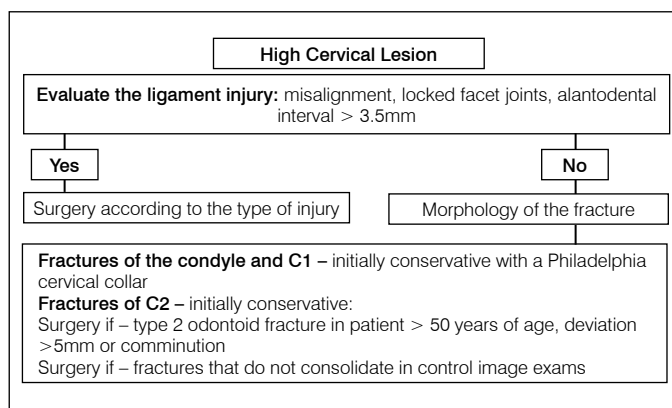 High Cervical Lesion
Evaluate the ligament injury: misalignment, locked facet joints, alantodental
interval > 3.5mm
Yes
No
Surgery according to the type of injury
Morphology of the fracture
Fractures of the condyle and C1 – initially conservative with a Philadelphia
cervical collar
Fractures of C2 – initially conservative:
Surgery if – type 2 odontoid fracture in patient > 50 years of age, deviation
>5mm or comminution
Surgery if – fractures that do not consolidate in control image exams